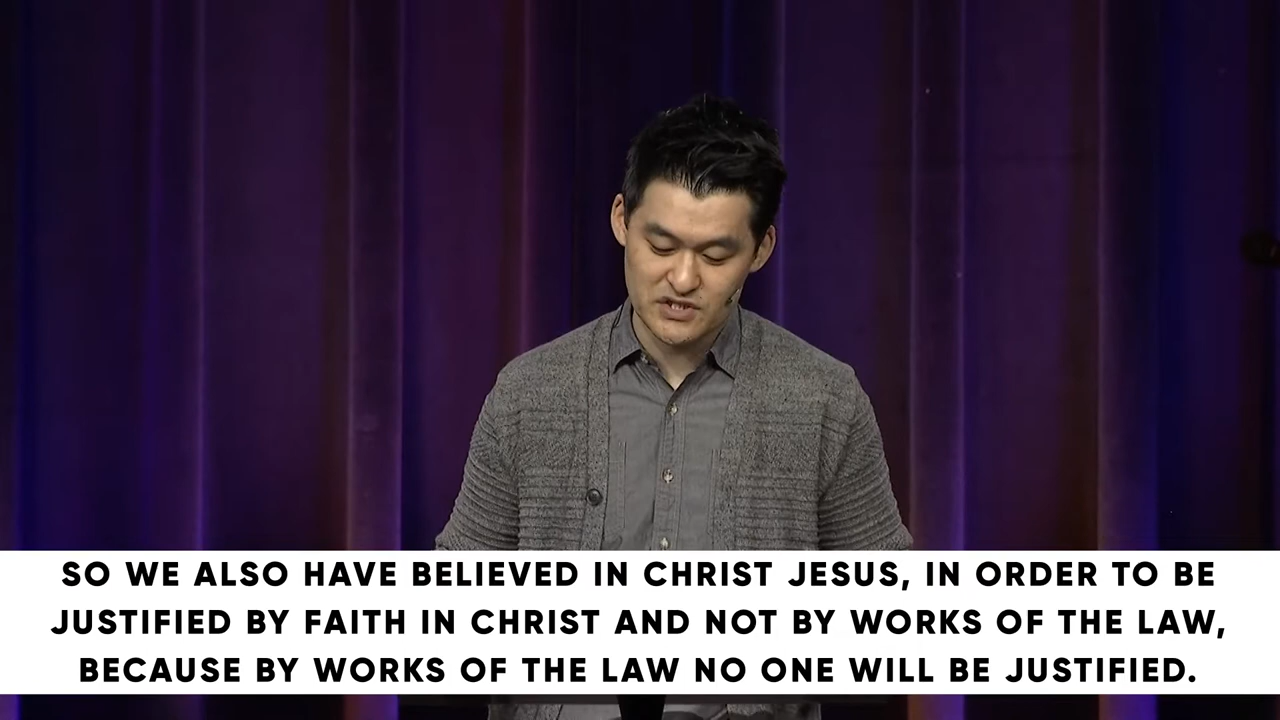 SO WE ALSO HAVE BELIEVED IN CHRIST JESUS, IN ORDER TO BE
JUSTIFIED BY FAITH IN CHRIST AND NOT BY WORKS OF THE LAW,
BECAUSE BY WORKS OF THE LAW NO ONE WILL BE JUSTIFIED.